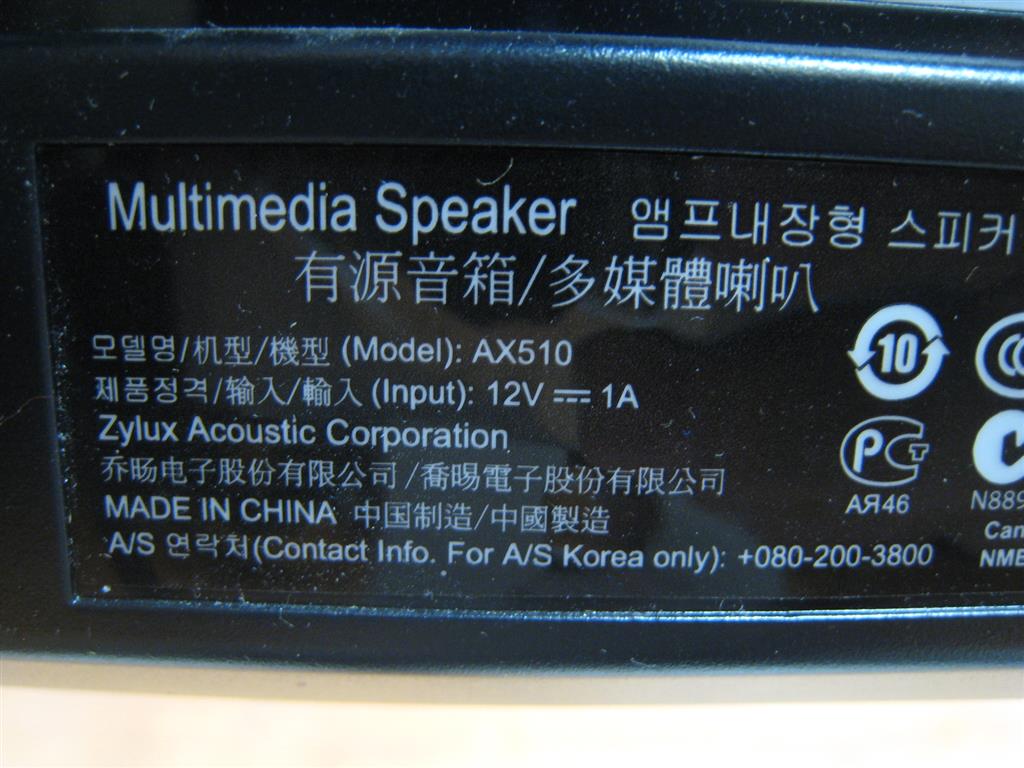 Multimedia Speaker 앰프내장형 스피커
有源音箱/多媒體喇叭
모델명/机型/機型 (Model): AX510
제품정격/输入/輸入 (Input): 12V ⎓ 1A
Zylux Acoustic Corporation
乔旸电子股份有限公司/喬暘電子股份有限公司
MADE IN CHINA 中国制造/中國製造
A/S 연락처(Contact Info. For A/S Korea only): +080-200-3800
10
PCT
АЯ46
N889
Can
NMB